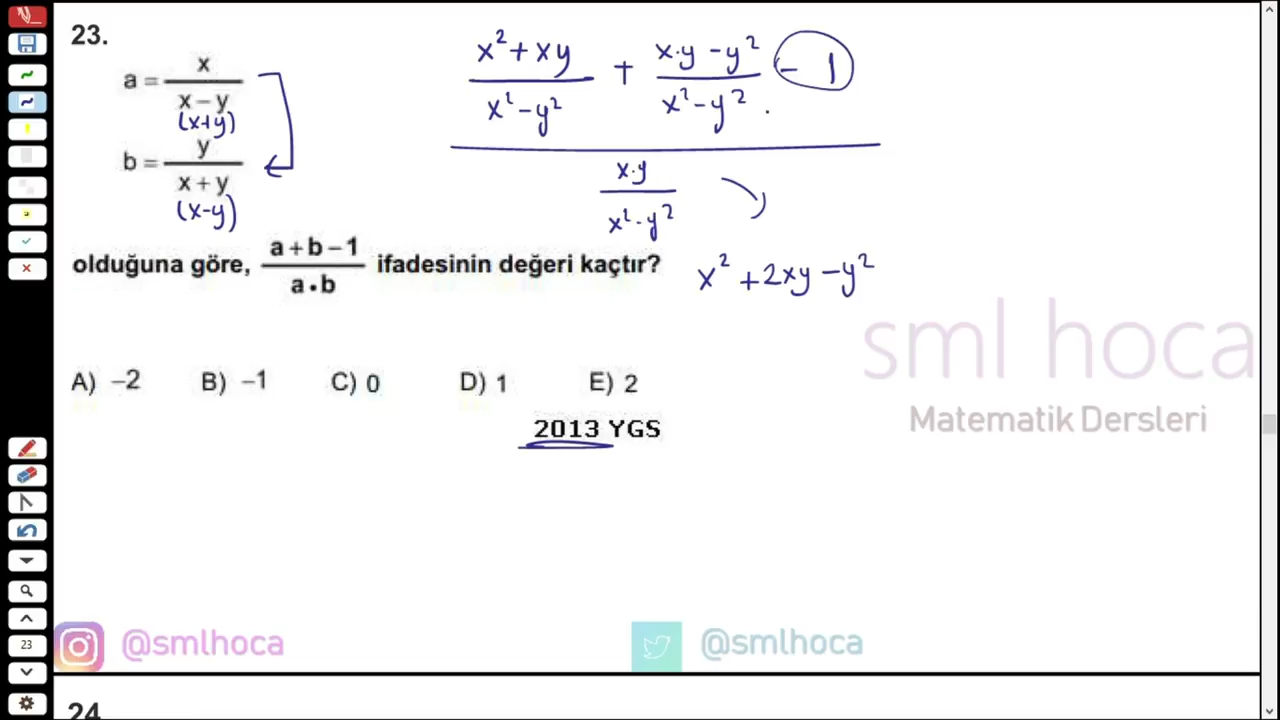 23.
a = x / x – y
(x+y)
b = y / x + y
(x-y)
x² + xy / x² - y² + x·y - y² / x² - y² - 1
x·y / x² - y²
olduğuna göre, a + b – 1 / a • b ifadesinin değeri kaçtır?
x² + 2xy - y²
A) –2 B) –1 C) 0 D) 1 E) 2
2013 YGS
sml hoca
Matematik Dersleri
@smlhoca @smlhoca
24
23